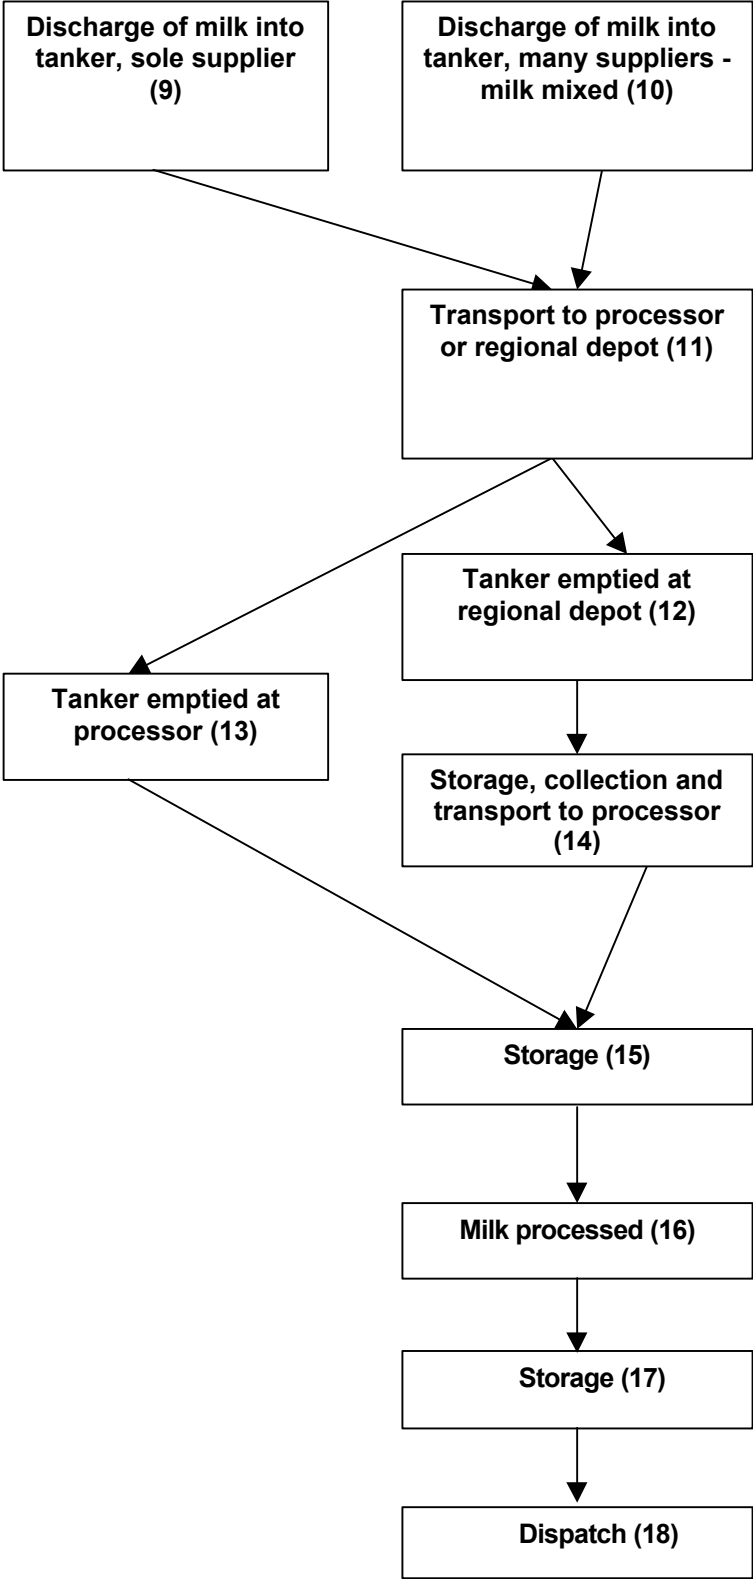 Discharge of milk into
tanker, sole supplier
(9)
Discharge of milk into
tanker, many suppliers -
milk mixed (10)
Transport to processor
or regional depot (11)
Tanker emptied at
regional depot (12)
Tanker emptied at
processor (13)
Storage, collection and
transport to processor
(14)
Storage (15)
Milk processed (16)
Storage (17)
Dispatch (18)